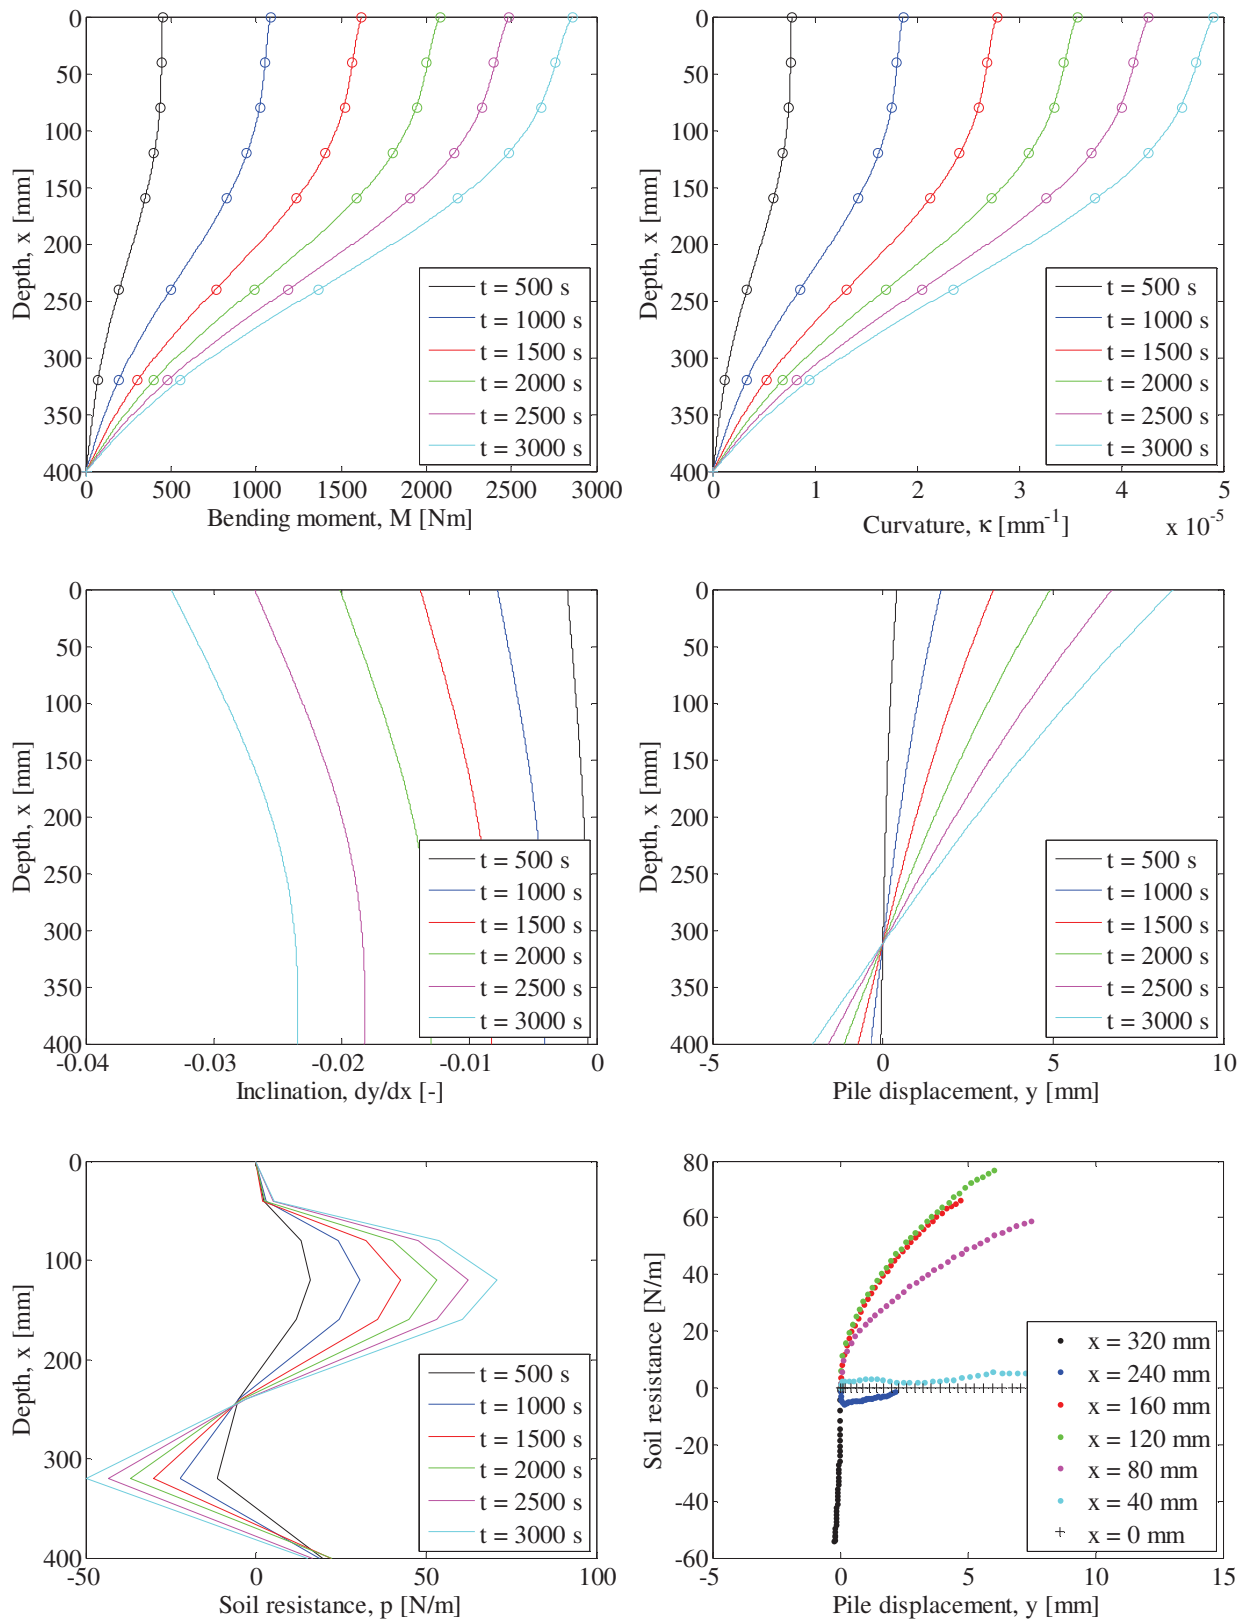 0
50
100
150
200
250
300
350
400
Depth, x [mm]
t = 500 s
t = 1000 s
t = 1500 s
t = 2000 s
t = 2500 s
t = 3000 s
0 500 1000 1500 2000 2500 3000
Bending moment, M [Nm]
0
50
100
150
200
250
300
350
400
Depth, x [mm]
t = 500 s
t = 1000 s
t = 1500 s
t = 2000 s
t = 2500 s
t = 3000 s
0 1 2 3 4 5
x 10⁻⁵
Curvature, κ [mm⁻¹]
0
50
100
150
200
250
300
350
400
Depth, x [mm]
t = 500 s
t = 1000 s
t = 1500 s
t = 2000 s
t = 2500 s
t = 3000 s
-0.04 -0.03 -0.02 -0.01 0
Inclination, dy/dx [-]
0
50
100
150
200
250
300
350
400
Depth, x [mm]
t = 500 s
t = 1000 s
t = 1500 s
t = 2000 s
t = 2500 s
t = 3000 s
-5 0 5 10
Pile displacement, y [mm]
0
100
200
300
400
Depth, x [mm]
t = 500 s
t = 1000 s
t = 1500 s
t = 2000 s
t = 2500 s
t = 3000 s
-50 0 50 100
Soil resistance, p [N/m]
80
60
40
20
0
-20
-40
-60
Soil resistance [N/m]
x = 320 mm
x = 240 mm
x = 160 mm
x = 120 mm
x = 80 mm
x = 40 mm
x = 0 mm
-5 0 5 10 15
Pile displacement, y [mm]